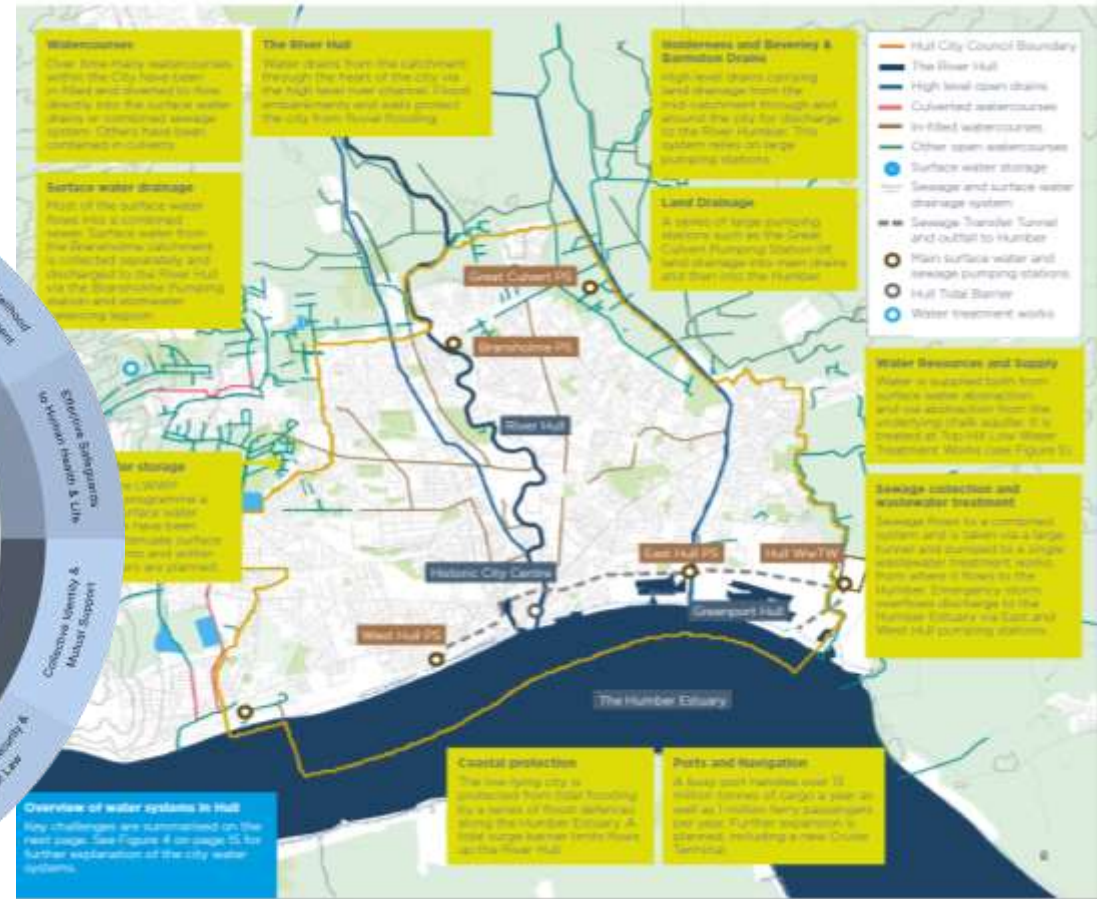 Watercourses
Over time many watercourses
within the City have been
in-filled and diverted to flow
directly into the surface water
drains or combined sewage
system. Others have been
contained in culverts.
The River Hull
Water drains from the catchment
through the heart of the city via
the high level river channel. Flood
embankments and walls protect
the city from fluvial flooding.
Holderness and Beverley &
Barmston Drains
High level drains carrying
land drainage from the
mid-catchment through and
around the city for discharge
to the River Humber. This
system relies on large
pumping stations.
Hull City Council Boundary
The River Hull
High level open drains
Culverted watercourses
In-filled watercourses
Other open watercourses
Surface water storage
Sewage and surface water
drainage system
Sewage Transfer Tunnel
and outfall to Humber
Main surface water and
sewage pumping stations
Hull Tidal Barrier
Water treatment works
Surface water drainage
Most of the surface water
flows into a combined
sewer. Surface water from
the Bransholme catchment
is collected separately and
discharged to the River Hull
via the Bransholme Pumping
Station and stormwater
balancing lagoon.
Land Drainage
A series of large pumping
stations such as the Great
Culvert Pumping Station lift
land drainage into main drains
and then into the Humber.
Great Culvert PS
Bransholme PS
River Hull
Water Resources and Supply
Water is supplied both from
surface water abstraction
and via abstraction from the
underlying chalk aquifer. It is
treated at Top Hill Low Water
Treatment Works (see Figure 5).
Effective Safeguards
to Human Health & Life
Collective Identity &
Mutual Support
storage
programme a
surface water
have been
surface
and
are planned.
Sewage collection and
wastewater treatment
Sewage flows to a combined
system and is taken via a large
tunnel and pumped to a single
wastewater treatment works
from where it flows to the
Humber. Emergency storm
overflows discharge to the
Humber Estuary via East and
West Hull pumping stations.
East Hull PS
Hull WwTW
Historic City Centre
Greenport Hull
West Hull PS
The Humber Estuary
Coastal protection
The low-lying city is
protected from tidal flooding
by a series of flood defences
along the Humber Estuary. A
tidal surge barrier limits flows
up the River Hull.
Ports and Navigation
A busy port handles over
million tonnes of cargo a year as
well as 1 million ferry passengers
per year. Further expansion is
planned, including a new Cruise
Terminal.
Overview of water systems in Hull
Key challenges are summarised on the
next page. See Figure 4 on page 15, for
further explanation of the city water
systems.